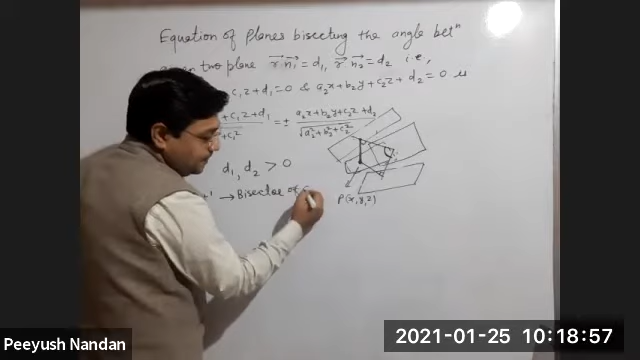 Equation of Planes bisecting the angle betⁿ
two plane r⃗.n⃗₁ = d₁, r⃗ n⃗₂ = d₂ i.e,
c₁z + d₁ = 0 & a₂x + b₂y + c₂z + d₂ = 0 is
+ c₁z + d₁ = ± a₂x + b₂y + c₂z + d₂
+ c₁² √a₂² + b₂² + c₂²
d₁, d₂ > 0
+' → Bisector of
P(x, y, z)
Peeyush Nandan
2021-01-25 10:18:57